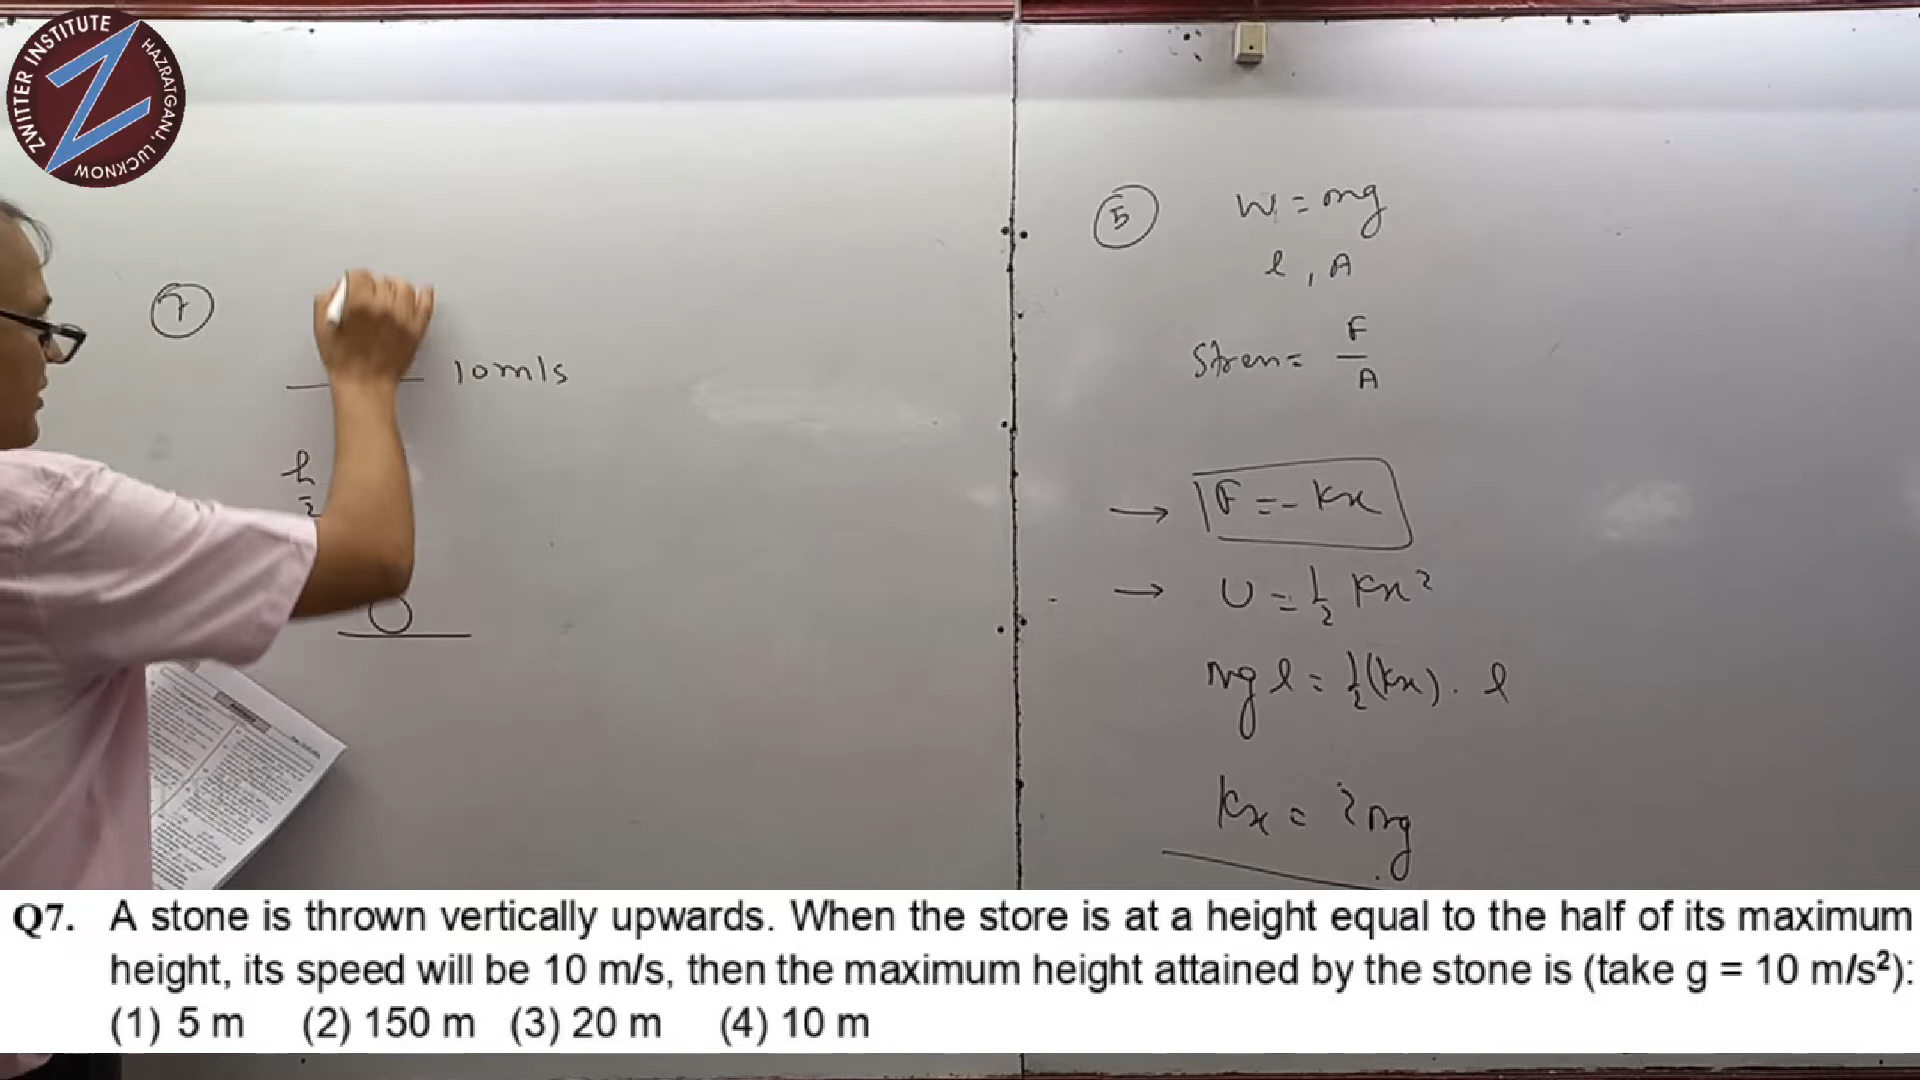 ZWITTER INSTITUTE
HAZRATGANJ, LUCKNOW
Z
7
10 m/s
h
2
5
W = mg
l, A
Stren = F
A
→ F = - Kx
→ U = 1/2 Kx²
mg l = 1/2 (Kx) . l
Kx = 2mg
Q7. A stone is thrown vertically upwards. When the store is at a height equal to the half of its maximum
height, its speed will be 10 m/s, then the maximum height attained by the stone is (take g = 10 m/s²):
(1) 5 m (2) 150 m (3) 20 m (4) 10 m